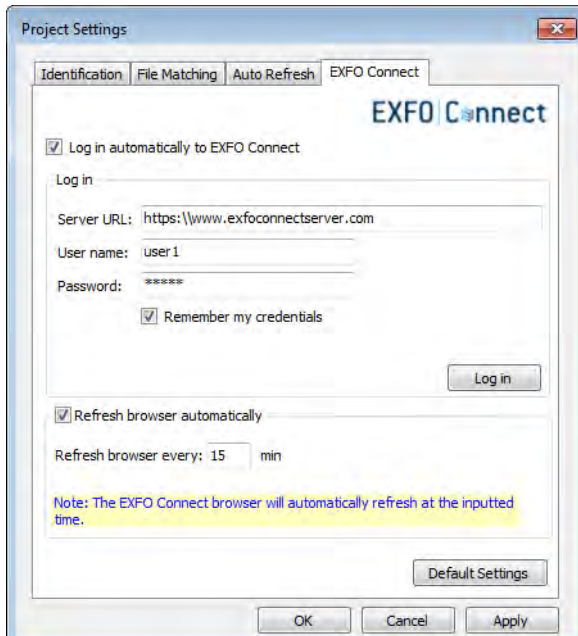 Project Settings
Identification File Matching Auto Refresh EXFO Connect
EXFO Connect
Log in automatically to EXFO Connect
Log in
Server URL: https:\\www.exfoconnectserver.com
User name: user1
Password: *****
Remember my credentials
Log in
Refresh browser automatically
Refresh browser every: 15 min
Note: The EXFO Connect browser will automatically refresh at the inputted
time.
Default Settings
OK Cancel Apply